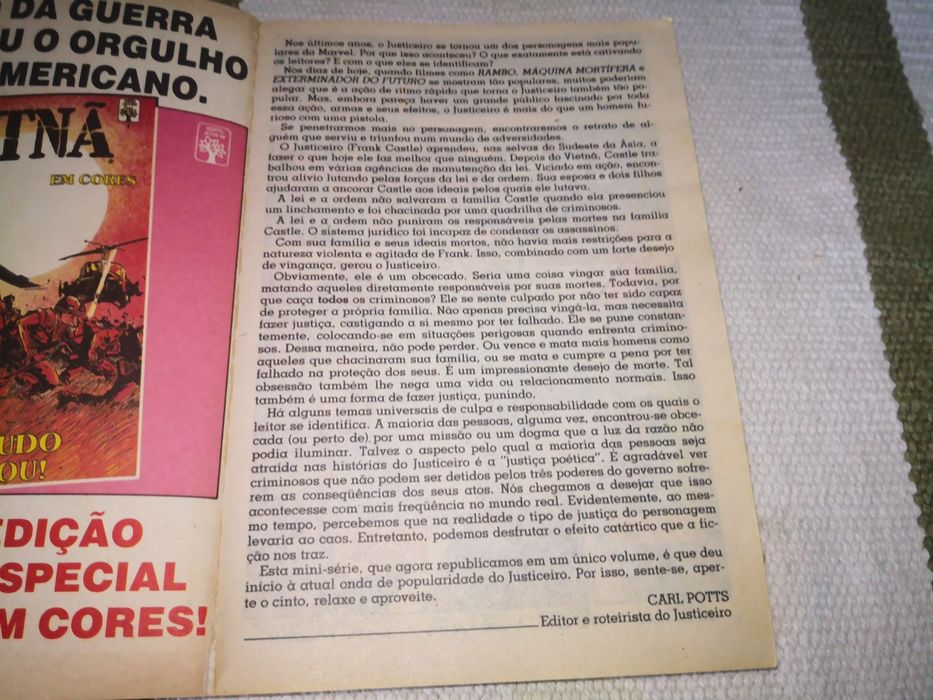 DA GUERRA
U O ORGULHO
MERICANO.
TNÃ
EM CORES
UDO
OU!
EDIÇÃO
SPECIAL
M CORES!
Nos últimos anos, o Justiceiro se tornou um dos personagens mais popu-
lares da Marvel. Por que isso aconteceu? O que exatamente está cativando
os leitores? E com o que eles se identificam?
Nos dias de hoje, quando filmes como RAMBO, MÁQUINA MORTÍFERA e
EXTERMINADOR DO FUTURO se mostram tão populares, muitos poderiam
alegar que é a ação de ritmo rápido que torna o Justiceiro também tão po-
pular. Mas, embora pareça haver um grande público fascinado por toda
essa ação, armas e seus efeitos, o Justiceiro é mais do que um homem fu-
rioso com uma pistola.
Se penetrarmos mais no personagem, encontraremos o retrato de al-
guém que serviu e triunfou num mundo de adversidades.
O Justiceiro (Frank Castle) aprendeu, nas selvas do Sudeste da Ásia, a
fazer o que hoje ele faz melhor que ninguém. Depois do Vietnã, Castle tra-
balhou em várias agências de manutenção da lei. Viciado em ação, encon-
trou alívio lutando pelas forças da lei e da ordem. Sua esposa e dois filhos
ajudaram a ancorar Castle aos ideais pelos quais ele lutava.
A lei e a ordem não salvaram a família Castle quando ela presenciou
um linchamento e foi chacinada por uma quadrilha de criminosos.
A lei e a ordem não puniram os responsáveis pelas mortes na família
Castle. O sistema jurídico foi incapaz de condenar os assassinos.
Com sua família e seus ideais mortos, não havia mais restrições para a
natureza violenta e agitada de Frank. Isso, combinado com um forte desejo
de vingança, gerou o Justiceiro.
Obviamente, ele é um obcecado. Seria uma coisa vingar sua família,
matando aqueles diretamente responsáveis por suas mortes. Todavia, por
que caça todos os criminosos? Ele se sente culpado por não ter sido capaz
de proteger a própria família. Não apenas precisa vingá-la, mas necessita
fazer justiça, castigando a si mesmo por ter falhado. Ele se pune constan-
temente, colocando-se em situações perigosas quando enfrenta crimino-
sos. Dessa maneira, não pode perder. Ou vence e mata mais homens como
aqueles que chacinaram sua família, ou se mata e cumpre a pena por ter
falhado na proteção dos seus. É um impressionante desejo de morte. Tal
obsessão também lhe nega uma vida ou relacionamento normais. Isso
também é uma forma de fazer justiça, punindo.
Há alguns temas universais de culpa e responsabilidade com os quais o
leitor se identifica. A maioria das pessoas, alguma vez, encontrou-se obce-
cada (ou perto de) por uma missão ou um dogma que a luz da razão não
podia iluminar. Talvez o aspecto pelo qual a maioria das pessoas seja
atraída nas histórias do Justiceiro é a "justiça poética". É agradável ver
criminosos que não podem ser detidos pelos três poderes do governo sofre-
rem as conseqüências dos seus atos. Nós chegamos a desejar que isso
acontecesse com mais freqüência no mundo real. Evidentemente, ao mes-
mo tempo, percebemos que na realidade o tipo de justiça do personagem
levaria ao caos. Entretanto, podemos desfrutar o efeito catártico que a fic-
ção nos traz.
Esta mini-série, que agora republicamos em um único volume, é que deu
início à atual onda de popularidade do Justiceiro. Por isso, sente-se, aper-
te o cinto, relaxe e aproveite.
CARL POTTS
Editor e roteirista do Justiceiro